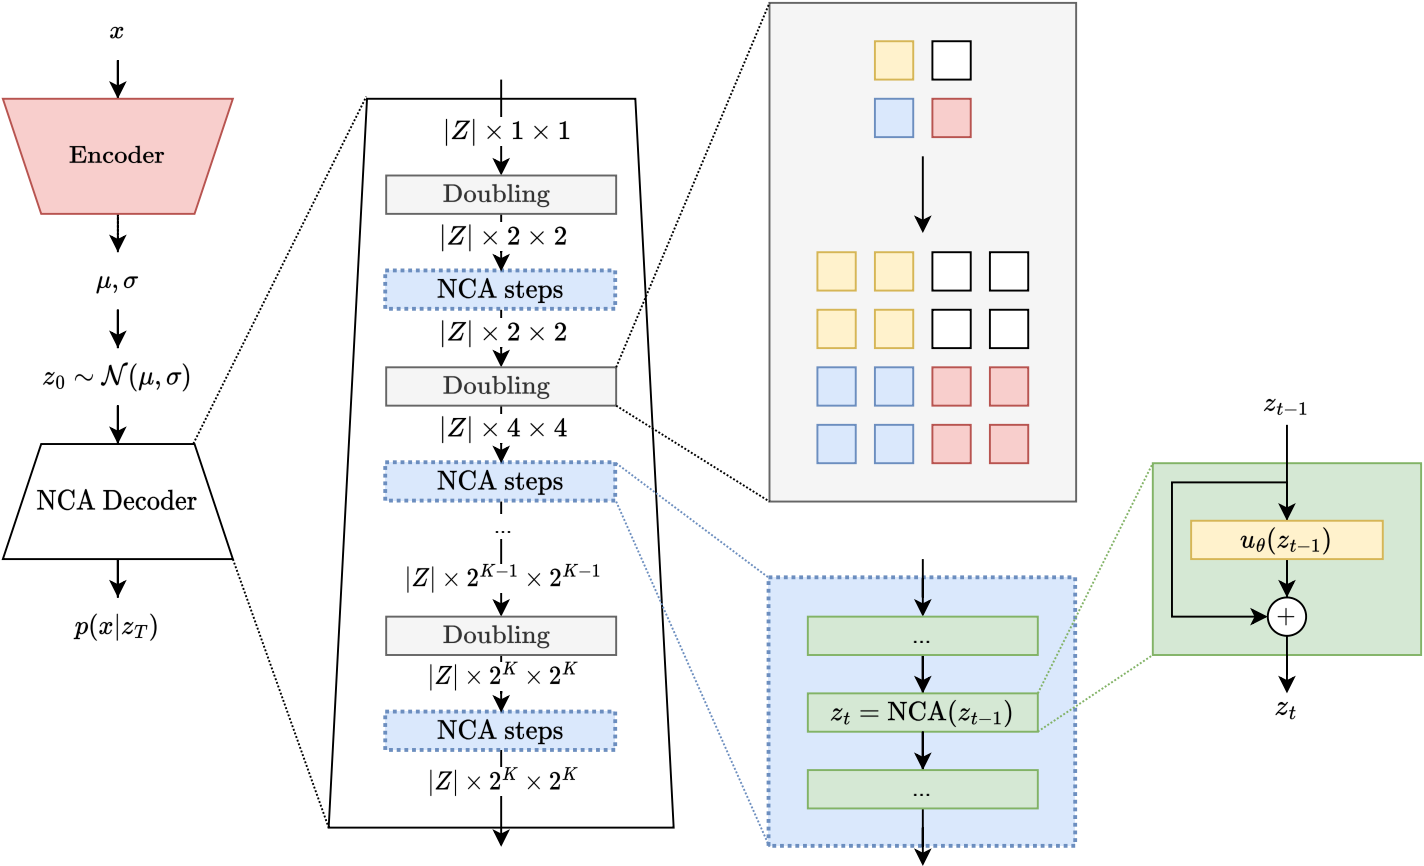 x
Encoder
μ, σ
z₀ ∼ 𝒩(μ, σ)
NCA Decoder
p(x|z_T)
|Z| × 1 × 1
Doubling
|Z| × 2 × 2
NCA steps
|Z| × 2 × 2
Doubling
|Z| × 4 × 4
NCA steps
...
|Z| × 2^{K−1} × 2^{K−1}
Doubling
|Z| × 2^K × 2^K
NCA steps
|Z| × 2^K × 2^K
...
z_t = NCA(z_{t−1})
...
z_{t−1}
u_θ(z_{t−1})
+
z_t